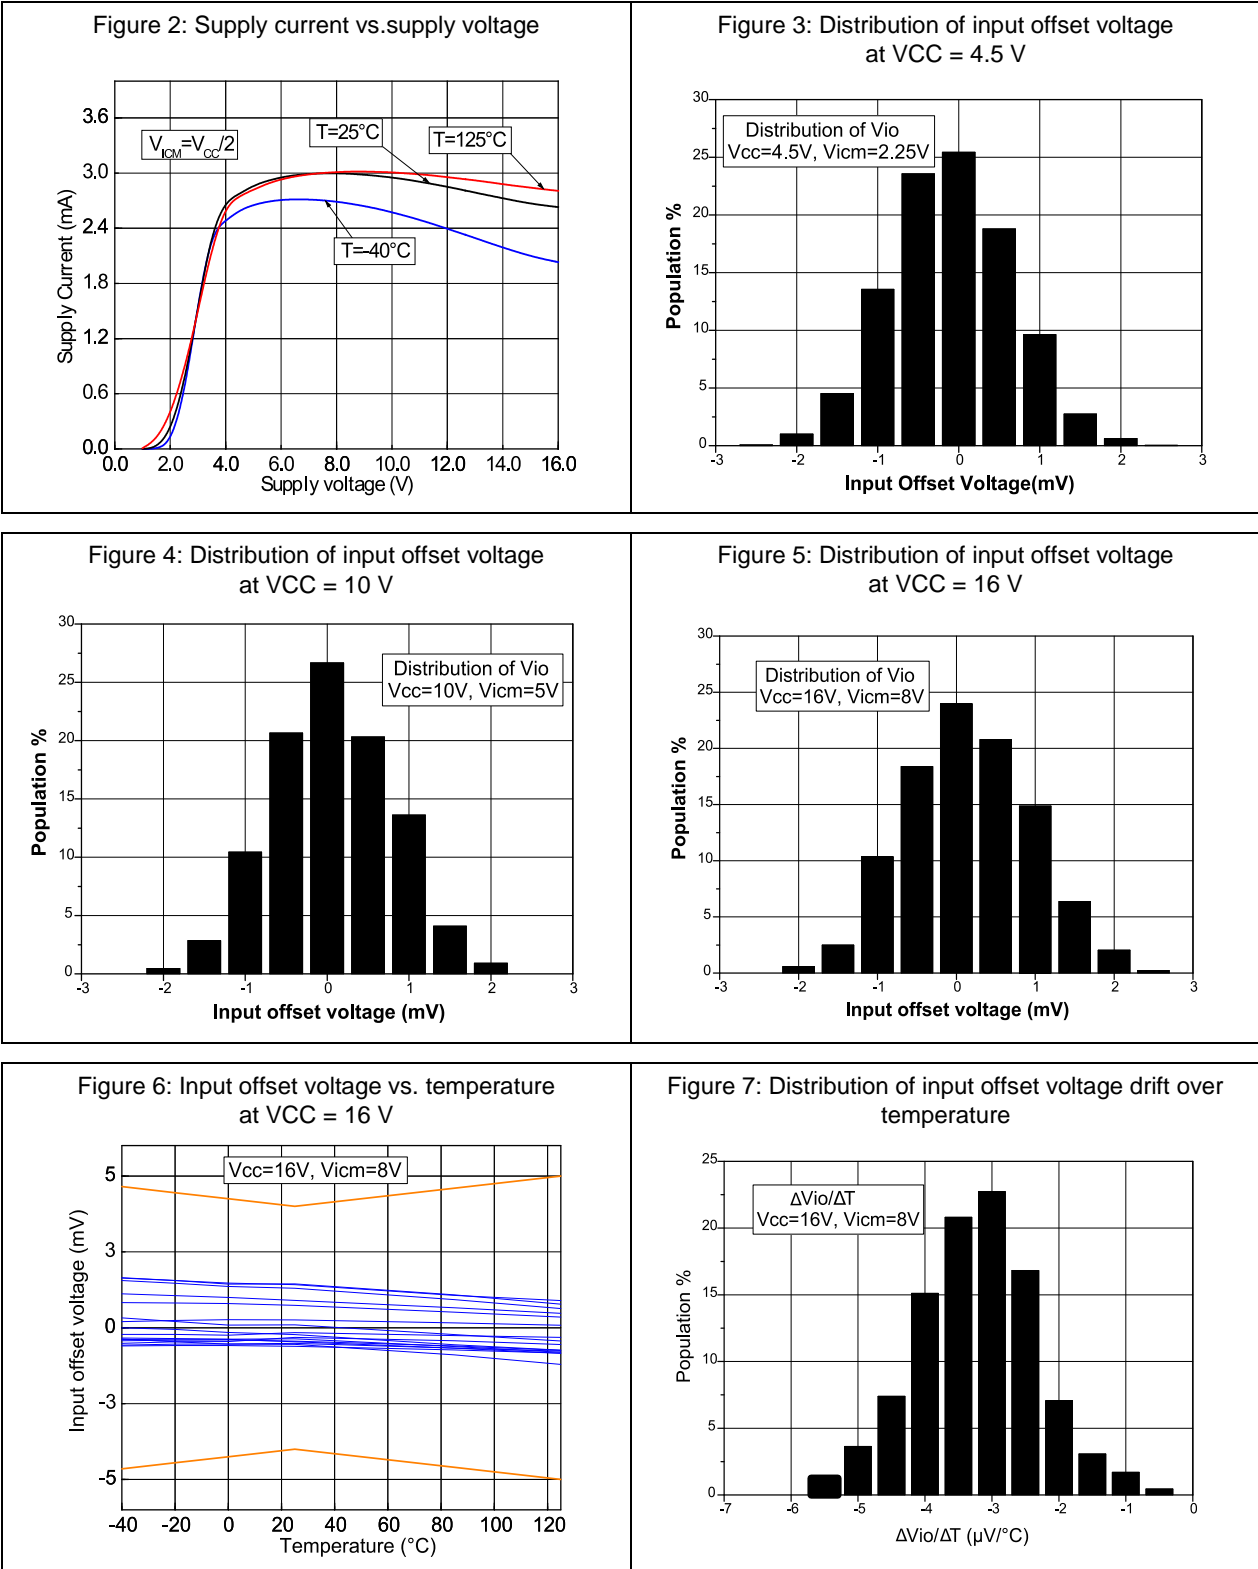 Figure 2: Supply current vs.supply voltage
3.6
3.0
2.4
1.8
1.2
0.6
0.0
Supply Current (mA)
VICM=VCC/2
T=25°C
T=125°C
T=-40°C
0.0 2.0 4.0 6.0 8.0 10.0 12.0 14.0 16.0
Supply voltage (V)
Figure 3: Distribution of input offset voltage
at VCC = 4.5 V
30
25
20
15
10
5
0
Population %
Distribution of Vio
Vcc=4.5V, Vicm=2.25V
-3 -2 -1 0 1 2 3
Input Offset Voltage(mV)
Figure 4: Distribution of input offset voltage
at VCC = 10 V
30
25
20
15
10
5
0
Population %
Distribution of Vio
Vcc=10V, Vicm=5V
-3 -2 -1 0 1 2 3
Input offset voltage (mV)
Figure 5: Distribution of input offset voltage
at VCC = 16 V
30
25
20
15
10
5
0
Population %
Distribution of Vio
Vcc=16V, Vicm=8V
-3 -2 -1 0 1 2 3
Input offset voltage (mV)
Figure 6: Input offset voltage vs. temperature
at VCC = 16 V
5
3
0
-3
-5
Input offset voltage (mV)
Vcc=16V, Vicm=8V
-40 -20 0 20 40 60 80 100 120
Temperature (°C)
Figure 7: Distribution of input offset voltage drift over
temperature
25
20
15
10
5
0
Population %
ΔVio/ΔT
Vcc=16V, Vicm=8V
-7 -6 -5 -4 -3 -2 -1 0
ΔVio/ΔT (µV/°C)